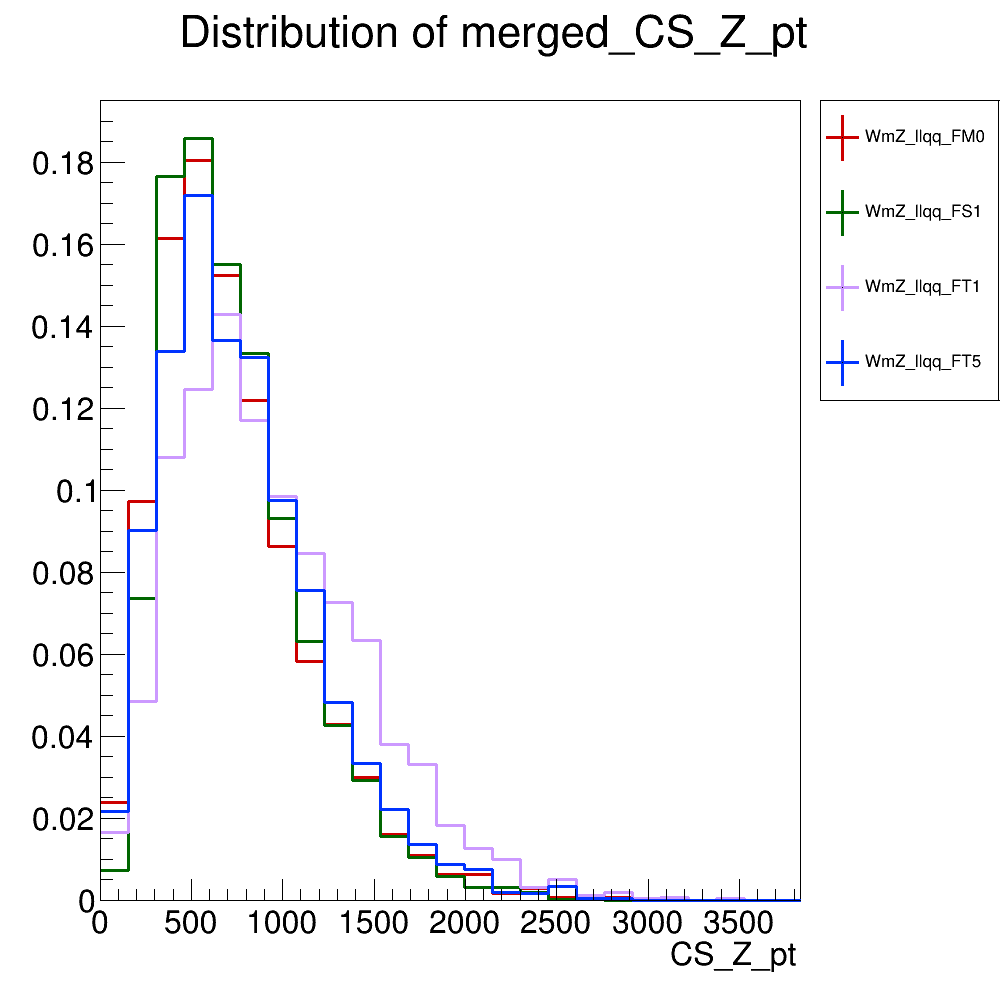 Distribution of merged_CS_Z_pt
WmZ_llqq_FM0
WmZ_llqq_FS1
WmZ_llqq_FT1
WmZ_llqq_FT5
0.18
0.16
0.14
0.12
0.1
0.08
0.06
0.04
0.02
0
0 500 1000 1500 2000 2500 3000 3500
CS_Z_pt